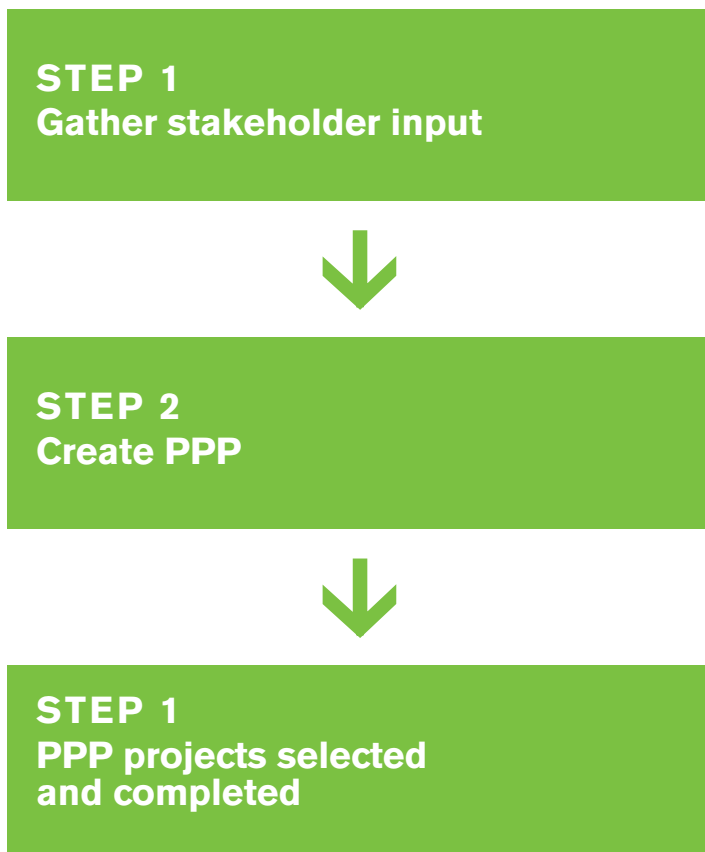 STEP 1
Gather stakeholder input
STEP 2
Create PPP
STEP 1
PPP projects selected
and completed